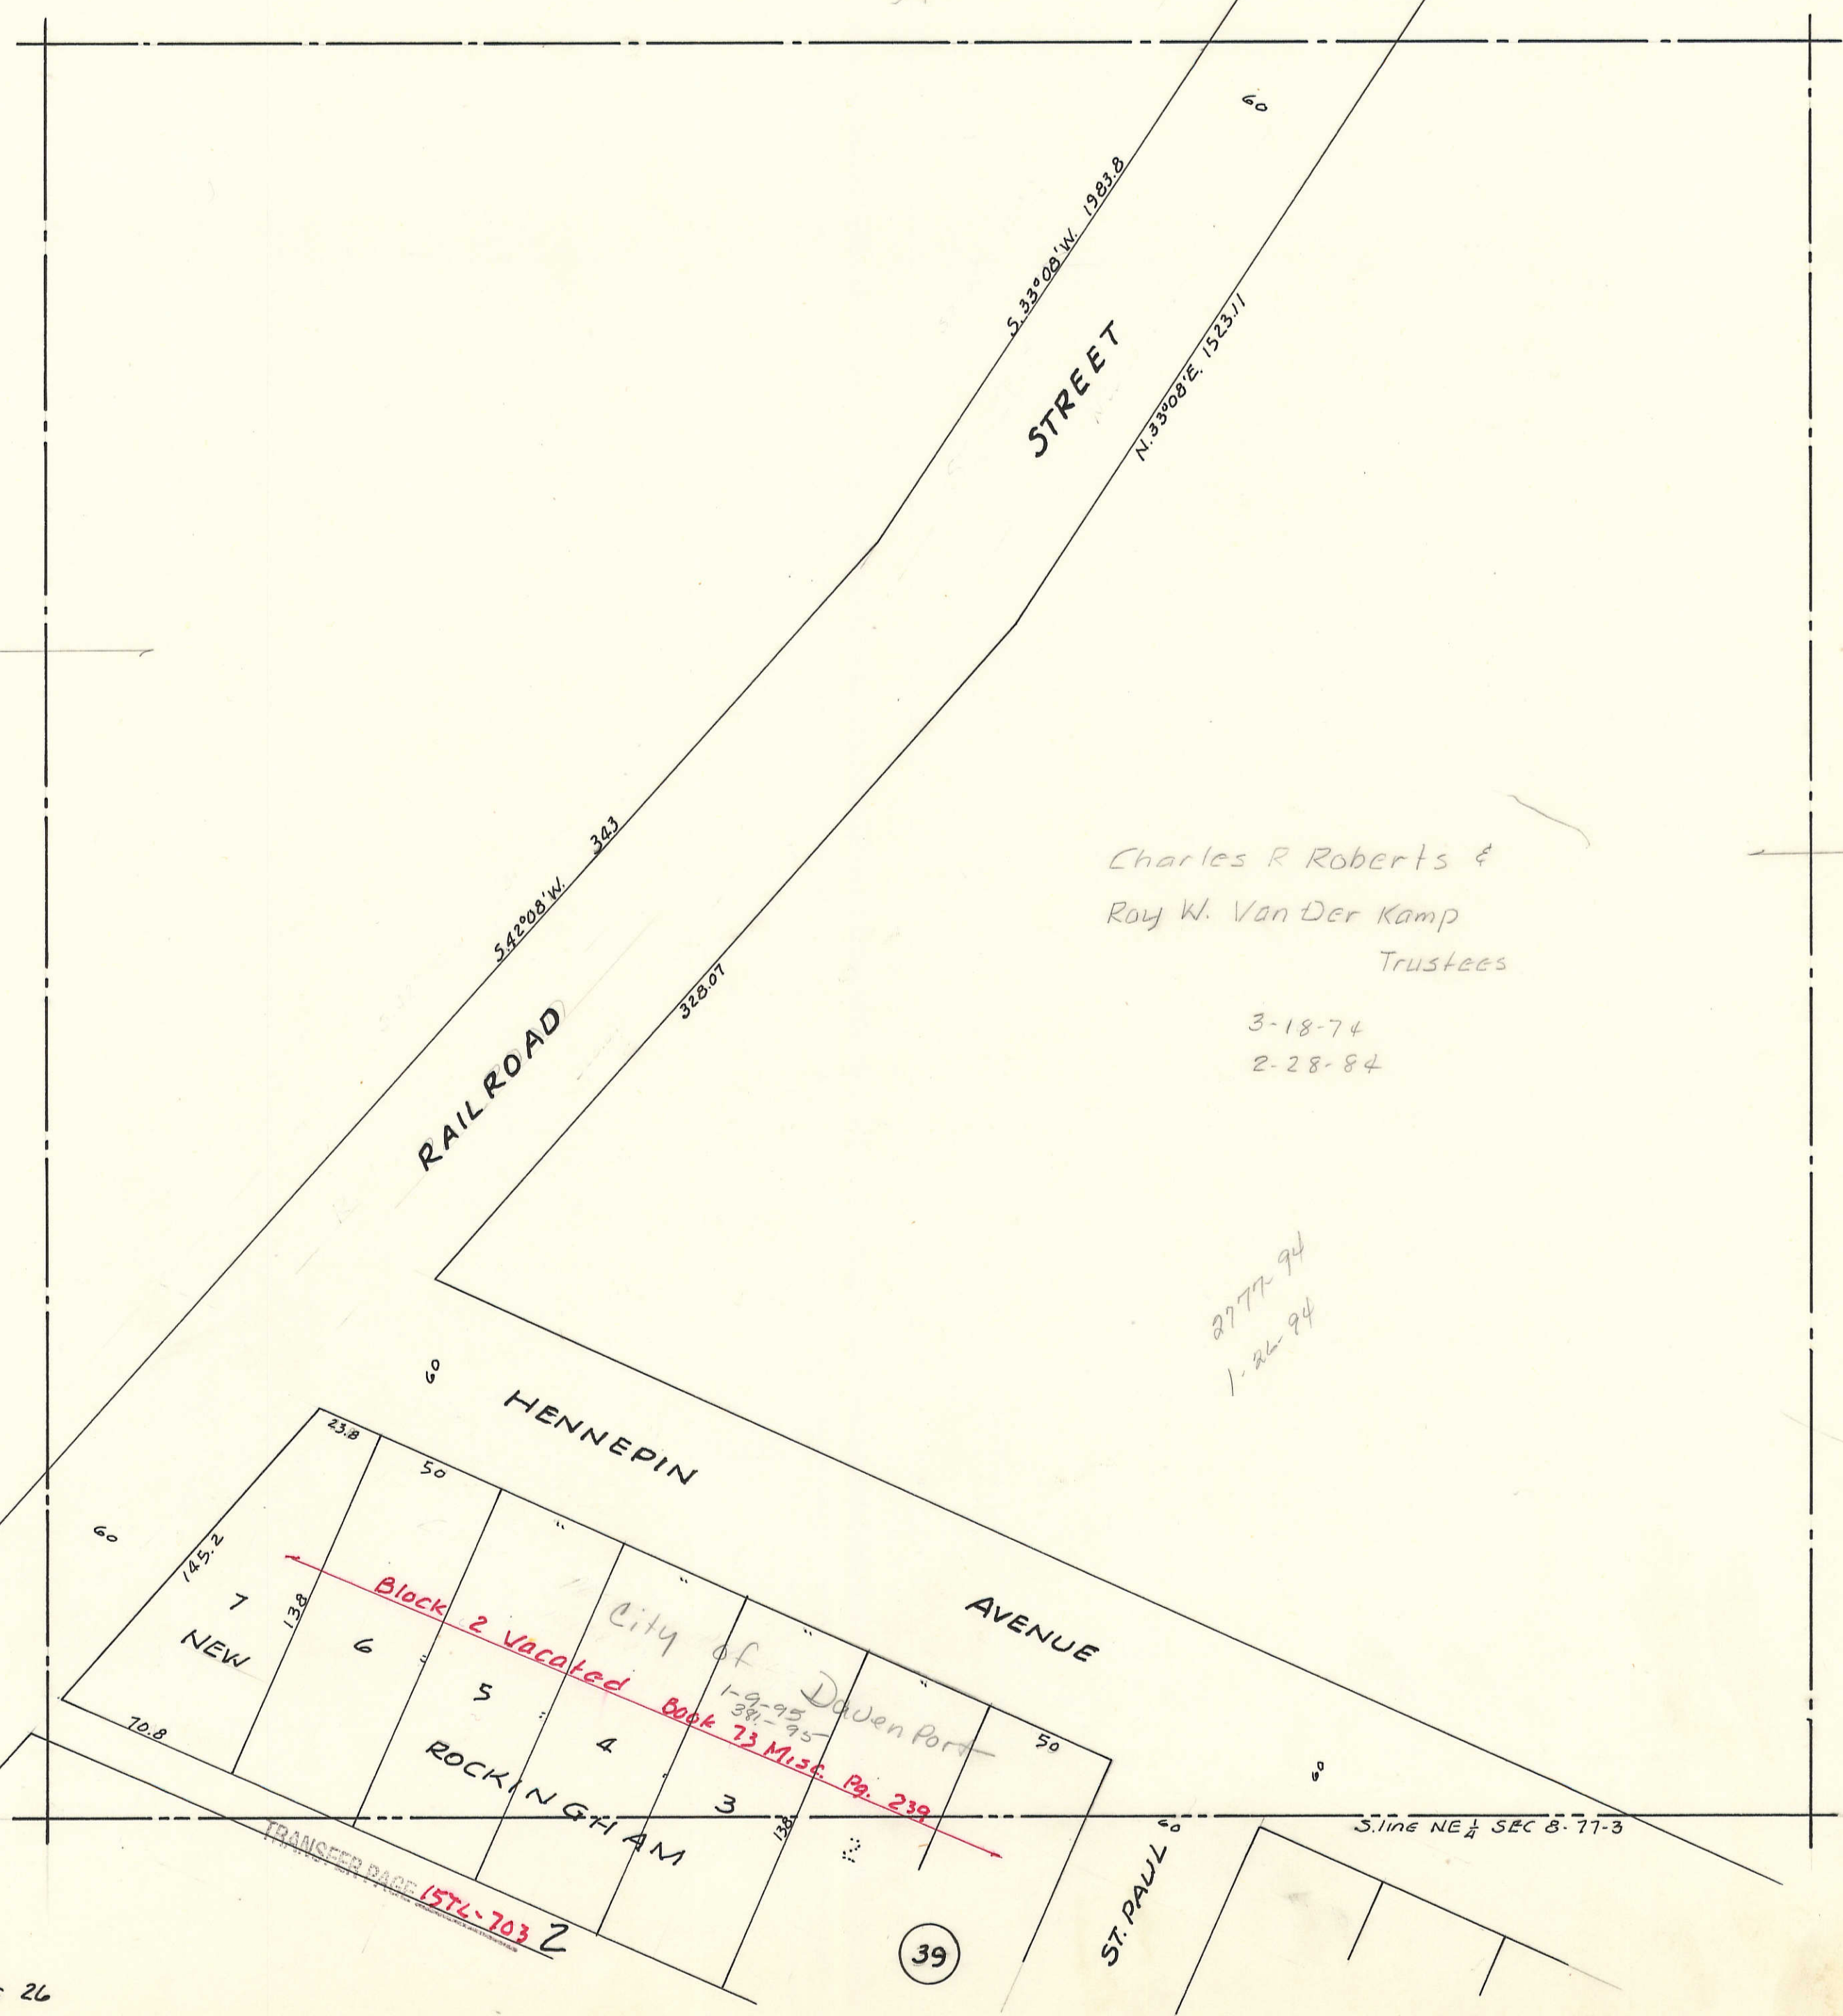 60
S. 33°08'W. 1983.8
N. 33°08'E. 1523.11
STREET
S.42°08'W. 343
328.07
RAILROAD
Charles R Roberts &
Roy W. Van Der Kamp
Trustees
3-18-74
2-28-84
2777-94
1-26-94
60
HENNEPIN
AVENUE
23.8
50
"
"
"
"
50
60
60
145.2
7
138
NEW
6
"
5
"
4
"
3
138
2
70.8
Block 2 Vacated Book 73 Misc. Pg. 239
City of Davenport
1-9-95
381-95
ROCKINGHAM
60
S.line NE ¼ SEC 8-77-3
ST. PAUL
TRANSFER PAGE 15TL-703 2
39
26